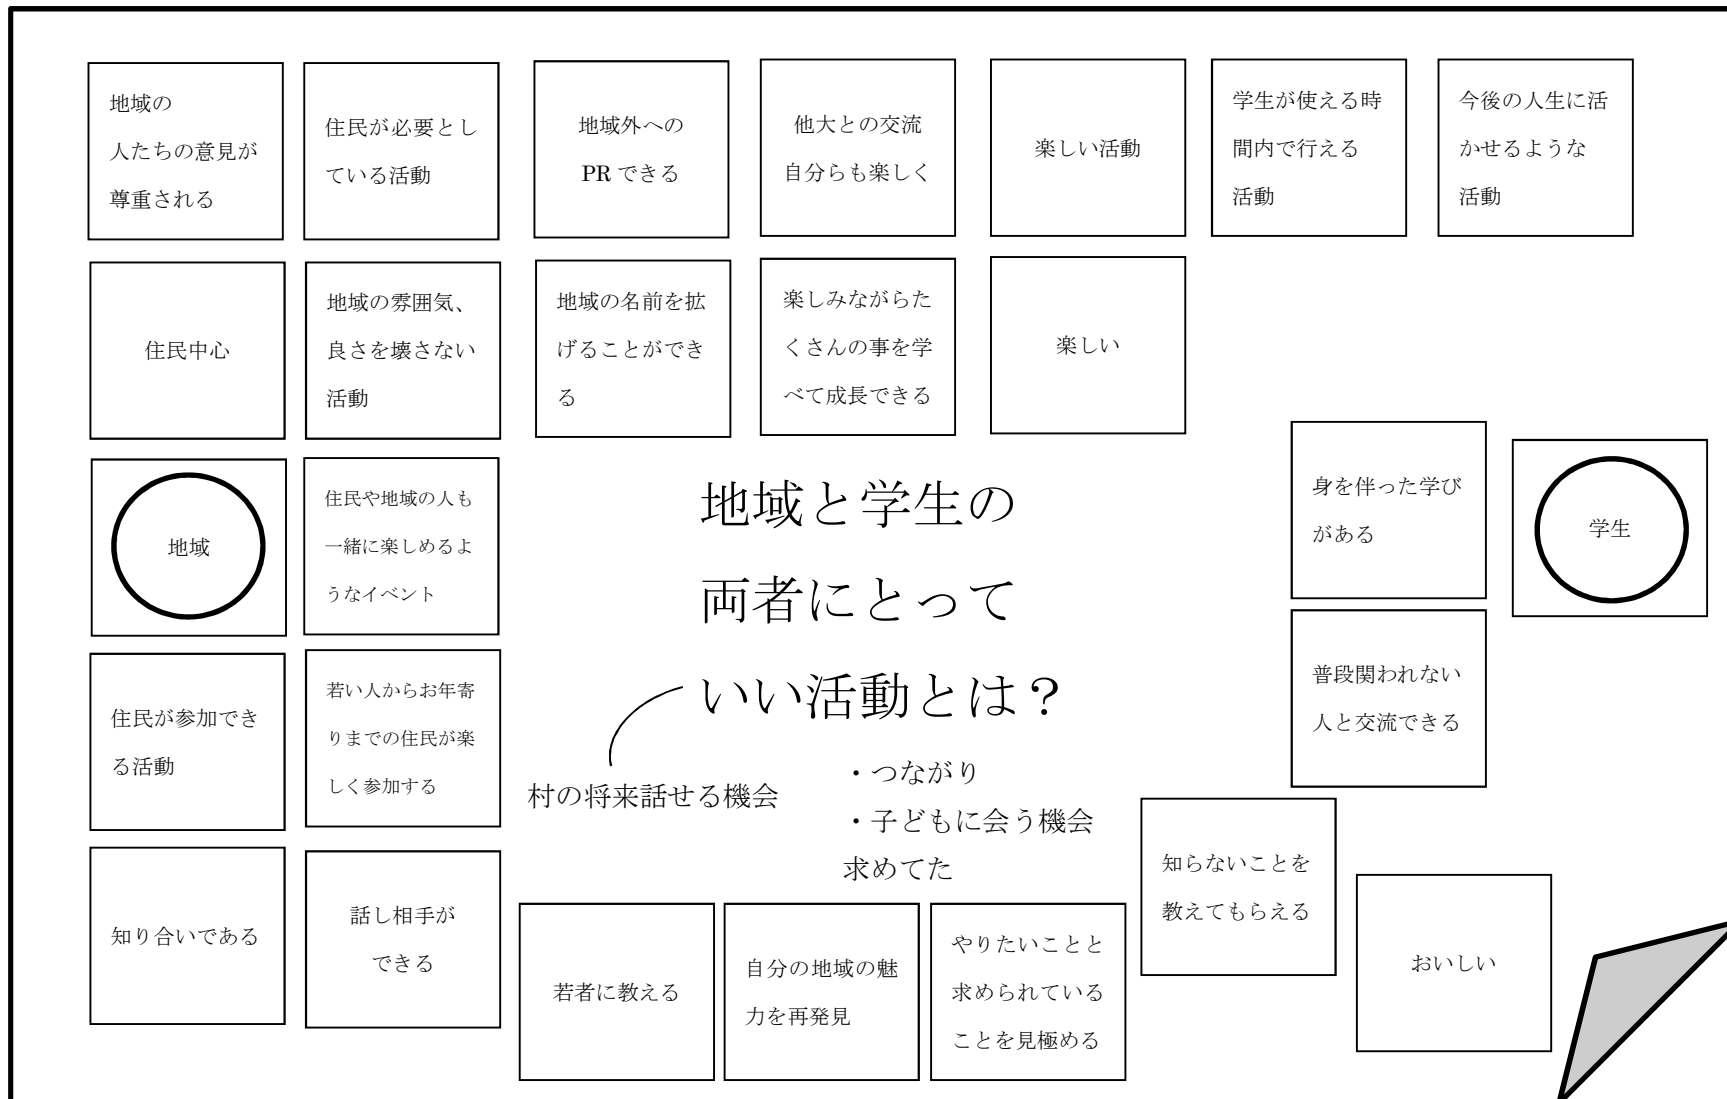 地域の
人たちの意見が
尊重される
住民が必要とし
ている活動
地域外への
PR できる
他大との交流
自分らも楽しく
楽しい活動
学生が使える時
間内で行える
活動
今後の人生に活
かせるような
活動
住民中心
地域の雰囲気、
良さを壊さない
活動
地域の名前を拡
げることができ
る
楽しみながらた
くさんの事を学
べて成長できる
楽しい
地域
住民や地域の人も
一緒に楽しめるよ
うなイベント
地域と学生の
両者にとって
いい活動とは？
身を伴った学び
がある
学生
住民が参加でき
る活動
若い人からお年寄
りまでの住民が楽
しく参加する
村の将来話せる機会
・つながり
・子どもに会う機会
求めてた
普段関われない
人と交流できる
知り合いである
話し相手が
できる
若者に教える
自分の地域の魅
力を再発見
やりたいことと
求められている
ことを見極める
知らないことを
教えてもらえる
おいしい